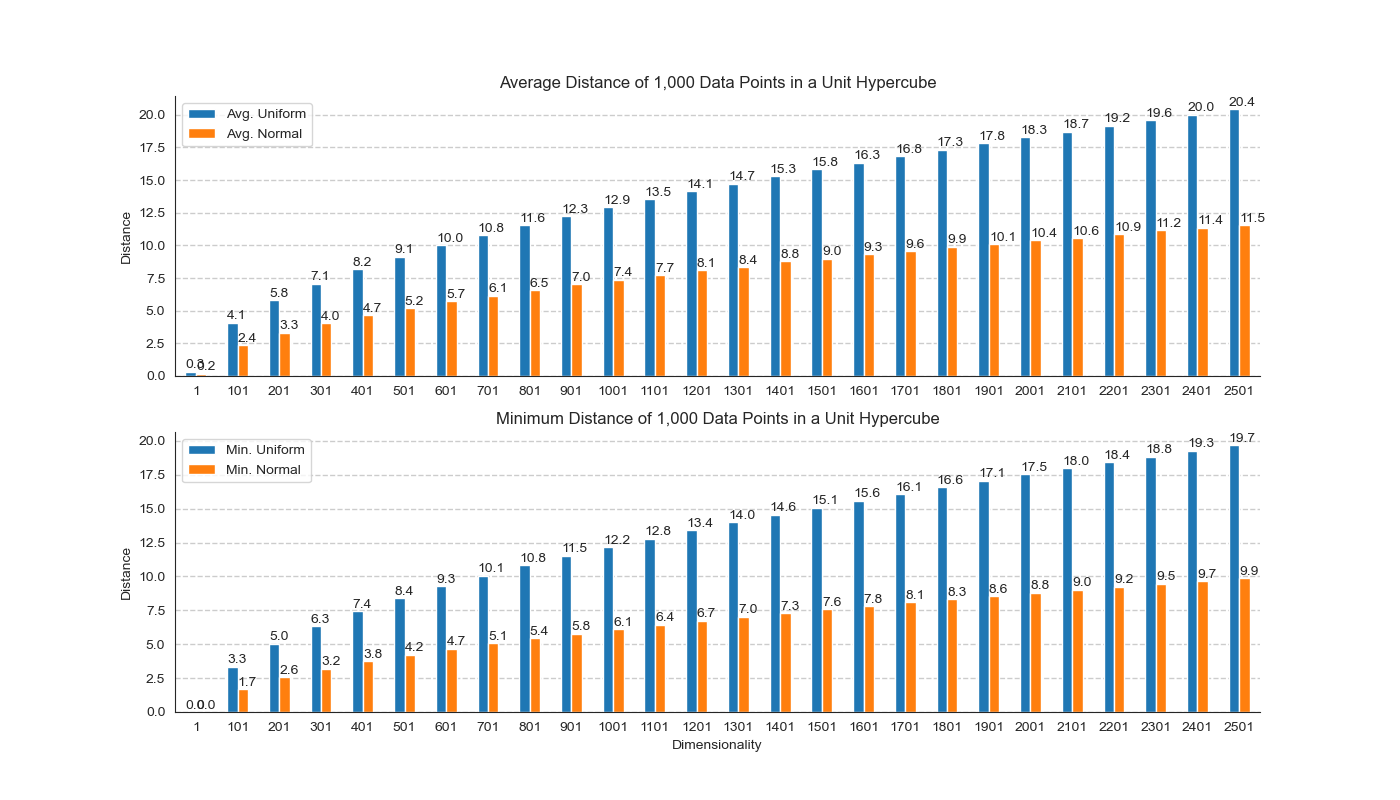 Average Distance of 1,000 Data Points in a Unit Hypercube
Avg. Uniform
Avg. Normal
Distance
20.0
17.5
15.0
12.5
10.0
7.5
5.0
2.5
0.0
0.3 4.1 5.8 7.1 8.2 9.1 10.0 10.8 11.6 12.3 12.9 13.5 14.1 14.7 15.3 15.8 16.3 16.8 17.3 17.8 18.3 18.7 19.2 19.6 20.0 20.4
0.2 2.4 3.3 4.0 4.7 5.2 5.7 6.1 6.5 7.0 7.4 7.7 8.1 8.4 8.8 9.0 9.3 9.6 9.9 10.1 10.4 10.6 10.9 11.2 11.4 11.5
1 101 201 301 401 501 601 701 801 901 1001 1101 1201 1301 1401 1501 1601 1701 1801 1901 2001 2101 2201 2301 2401 2501
Minimum Distance of 1,000 Data Points in a Unit Hypercube
Min. Uniform
Min. Normal
Distance
20.0
17.5
15.0
12.5
10.0
7.5
5.0
2.5
0.0
0.0 3.3 5.0 6.3 7.4 8.4 9.3 10.1 10.8 11.5 12.2 12.8 13.4 14.0 14.6 15.1 15.6 16.1 16.6 17.1 17.5 18.0 18.4 18.8 19.3 19.7
0.0 1.7 2.6 3.2 3.8 4.2 4.7 5.1 5.4 5.8 6.1 6.4 6.7 7.0 7.3 7.6 7.8 8.1 8.3 8.6 8.8 9.0 9.2 9.5 9.7 9.9
1 101 201 301 401 501 601 701 801 901 1001 1101 1201 1301 1401 1501 1601 1701 1801 1901 2001 2101 2201 2301 2401 2501
Dimensionality